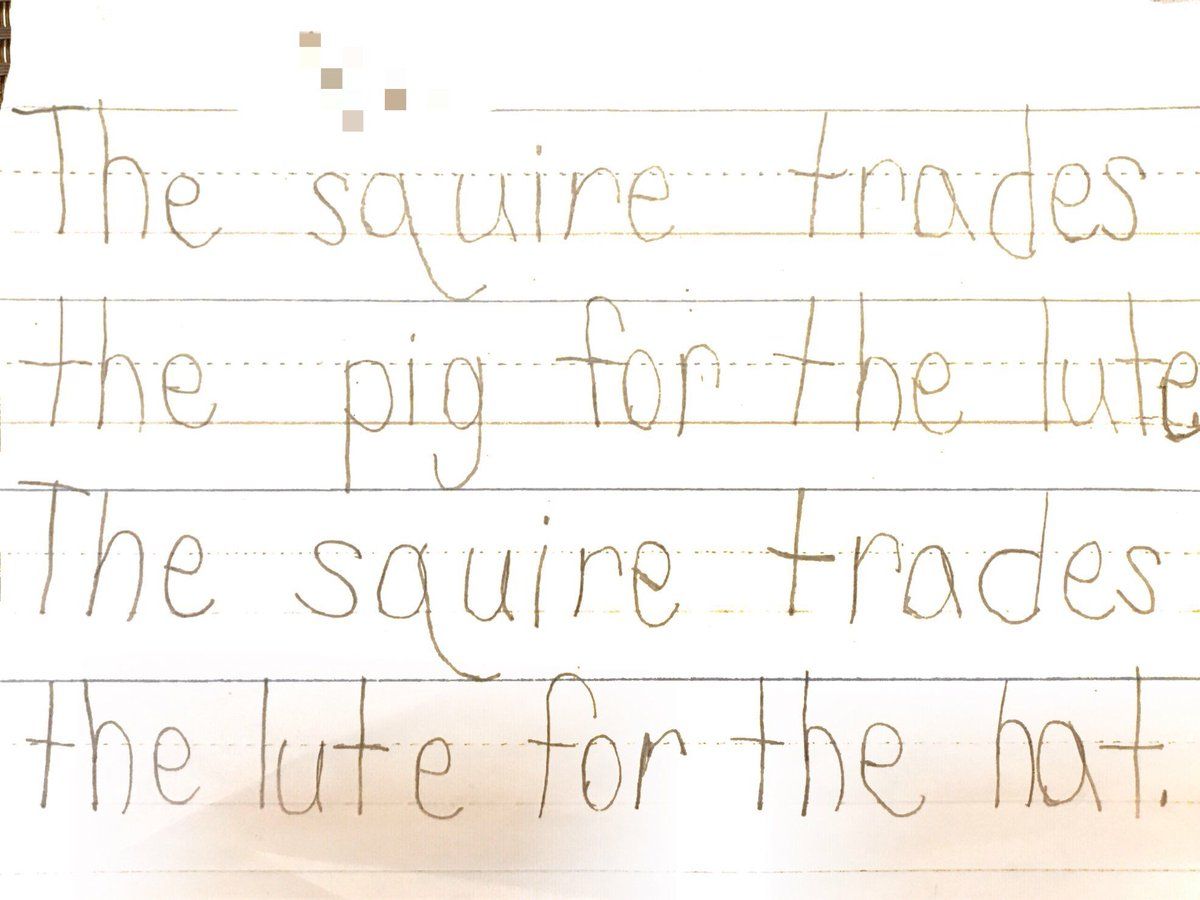 The squire trades
the pig for the lute
The squire trades
the lute for the hat.